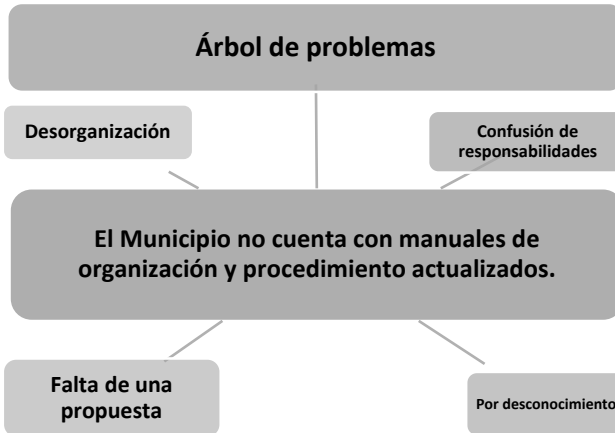 Árbol de problemas
Desorganización
Confusión de
responsabilidades
El Municipio no cuenta con manuales de
organización y procedimiento actualizados.
Falta de una
propuesta
Por desconocimiento